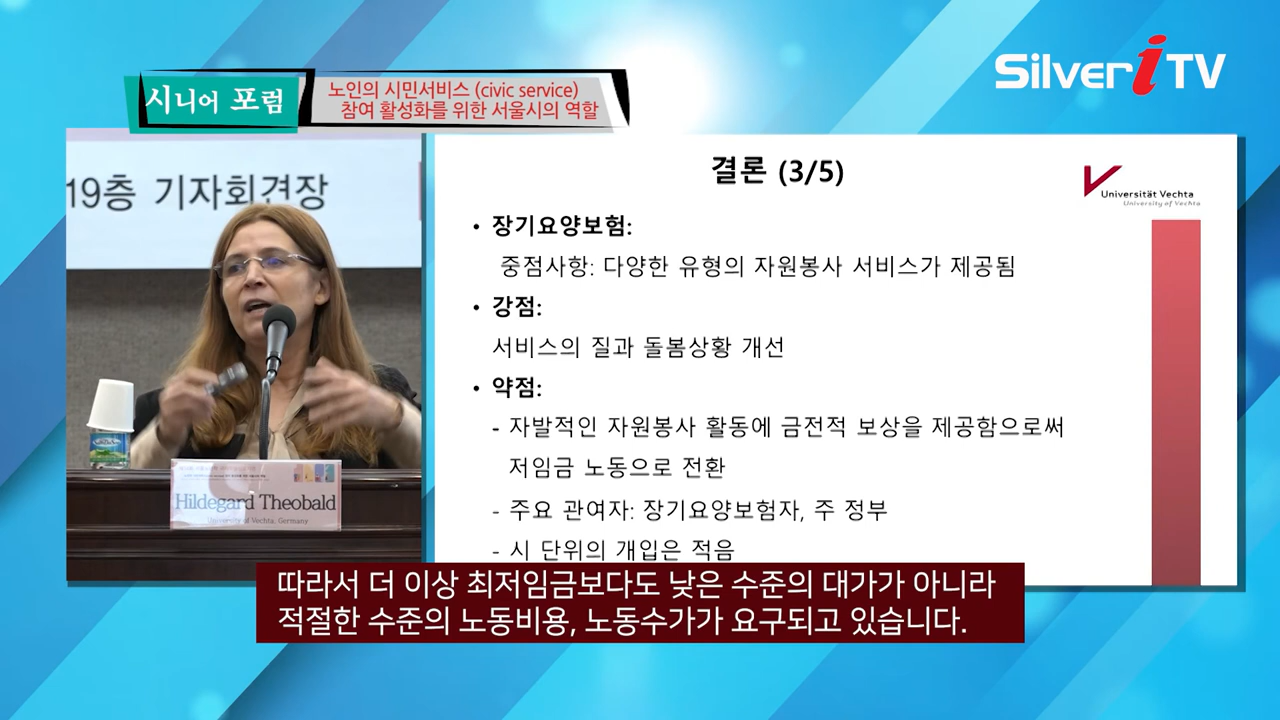 Silver i TV
시니어 포럼
노인의 시민서비스 (civic service)
참여 활성화를 위한 서울시의 역할
19층 기자회견장
Hildegard Theobald
University of Vechta, Germany
결론 (3/5)
Universität Vechta
University of Vechta
• 장기요양보험:
중점사항: 다양한 유형의 자원봉사 서비스가 제공됨
• 강점:
서비스의 질과 돌봄상황 개선
• 약점:
- 자발적인 자원봉사 활동에 금전적 보상을 제공함으로써
저임금 노동으로 전환
- 주요 관여자: 장기요양보험자, 주 정부
- 시 단위의 개입은 적음
따라서 더 이상 최저임금보다도 낮은 수준의 대가가 아니라
적절한 수준의 노동비용, 노동수가가 요구되고 있습니다.